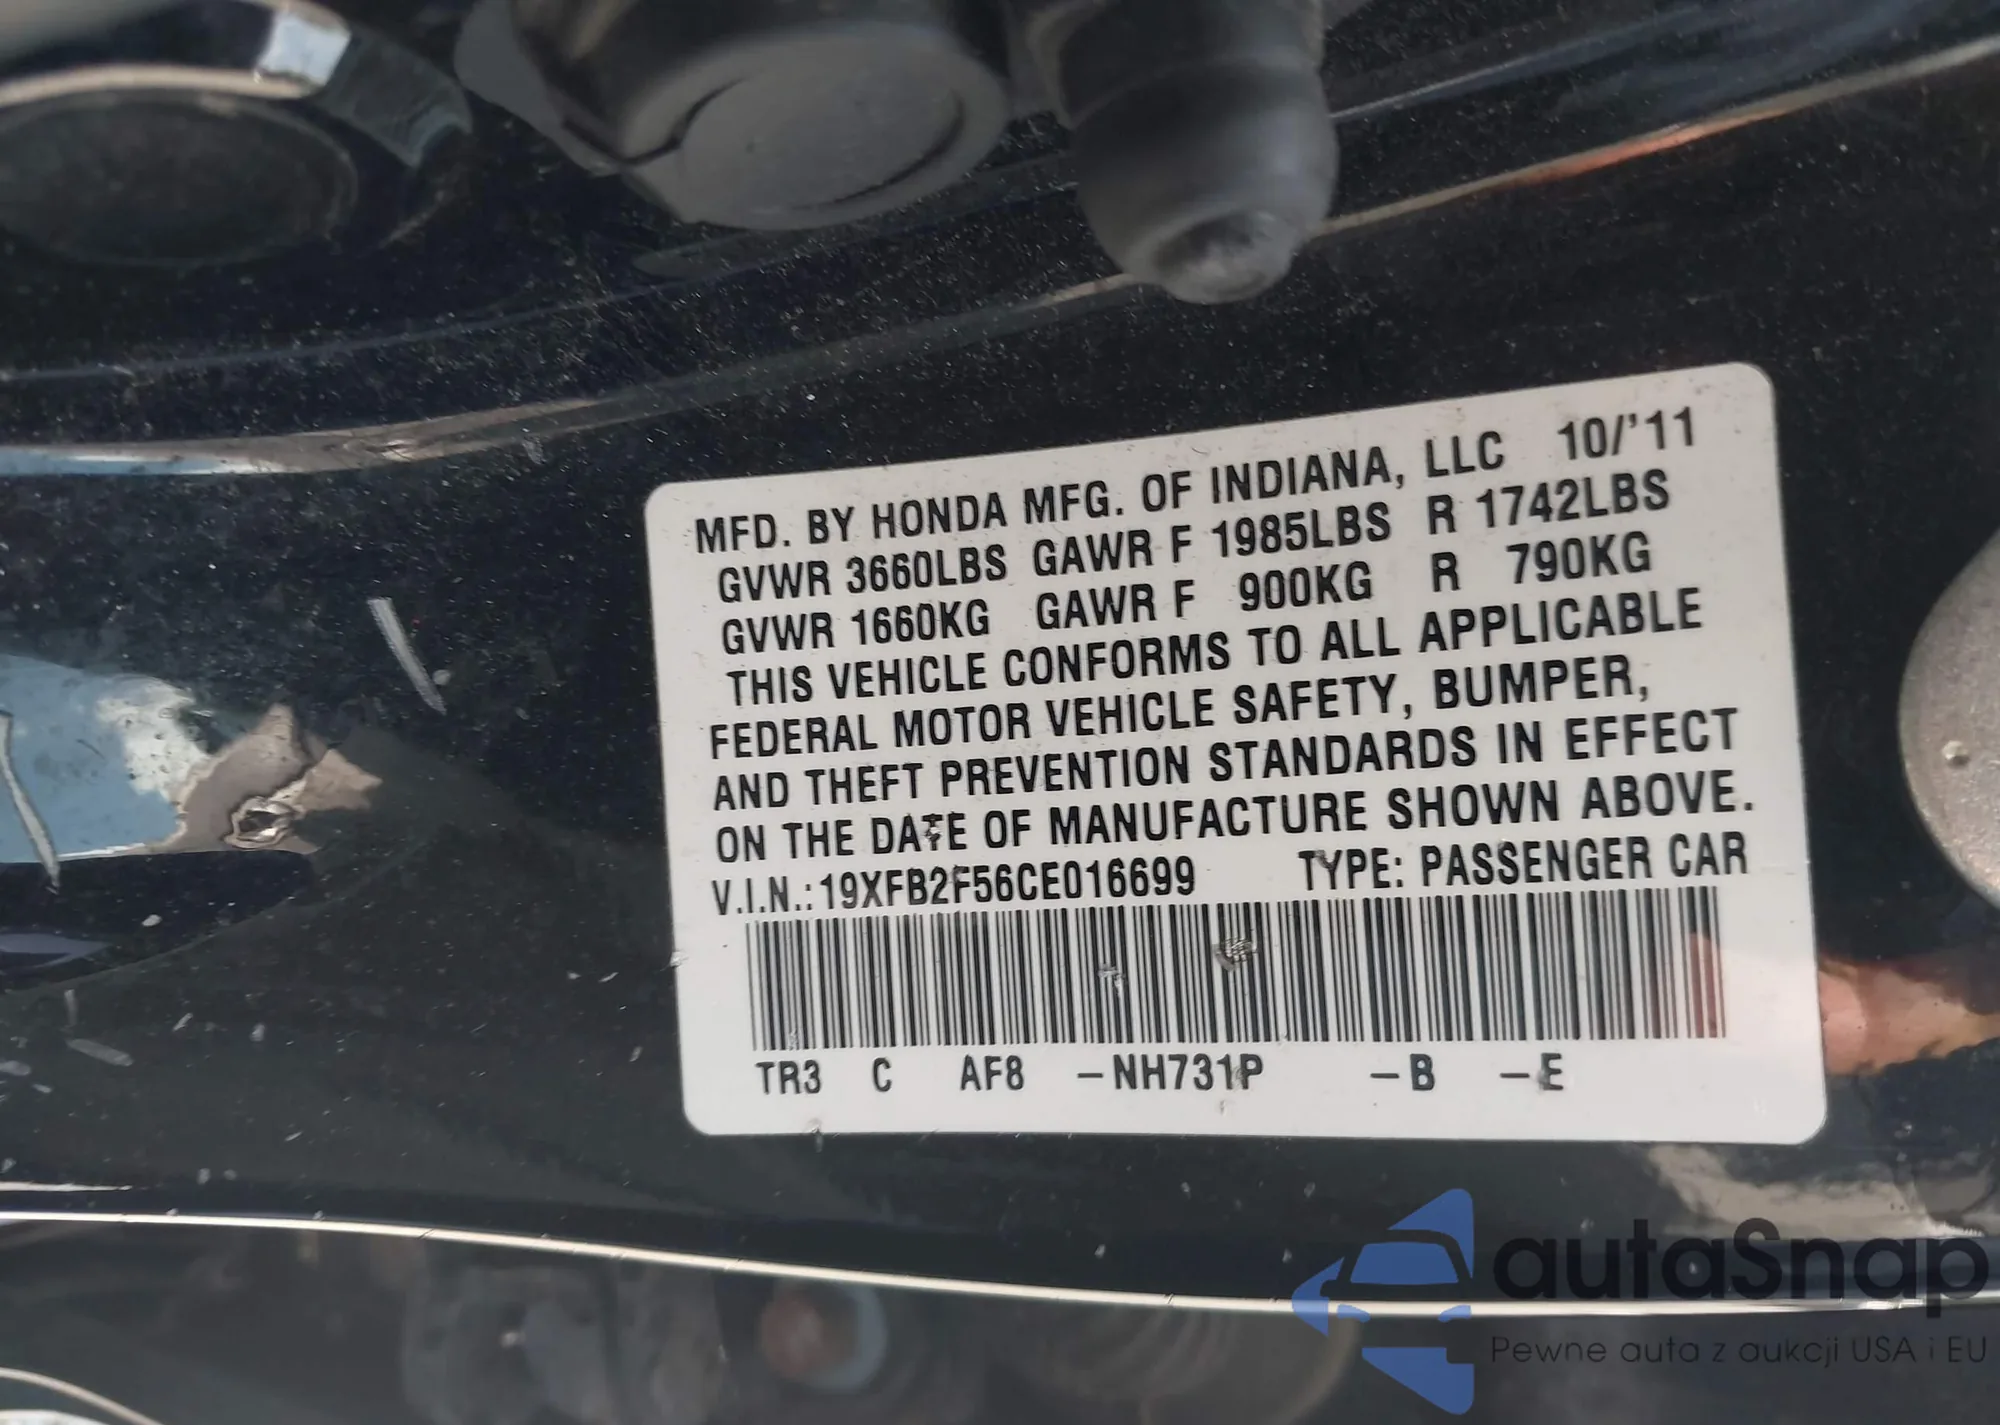 MFD. BY HONDA MFG. OF INDIANA, LLC 10/'11
GVWR 3660LBS GAWR F 1985LBS R 1742LBS
GVWR 1660KG GAWR F 900KG R 790KG
THIS VEHICLE CONFORMS TO ALL APPLICABLE
FEDERAL MOTOR VEHICLE SAFETY, BUMPER,
AND THEFT PREVENTION STANDARDS IN EFFECT
ON THE DATE OF MANUFACTURE SHOWN ABOVE.
V.I.N.: 19XFB2F56CE016699 TYPE: PASSENGER CAR
TR3 C AF8 –NH731P –B –E
autaSnap
Pewne auta z aukcji USA i EU